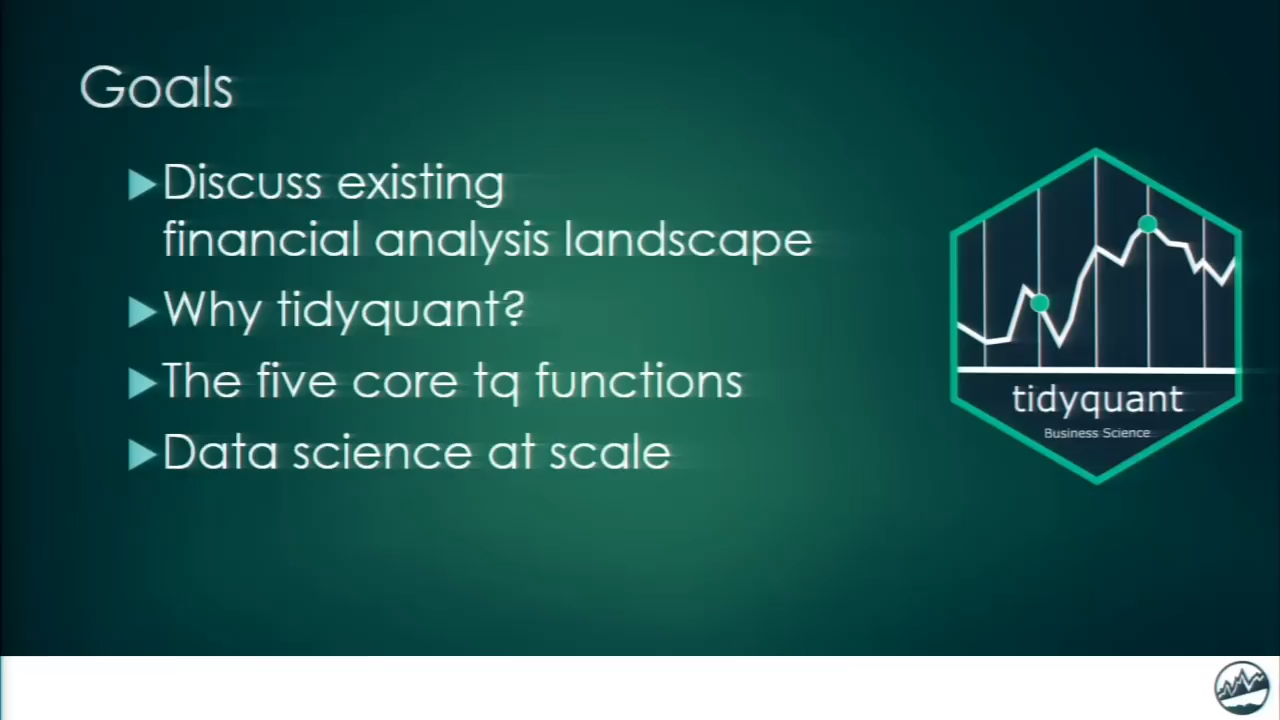 Goals
Discuss existing
financial analysis landscape
Why tidyquant?
The five core tq functions
Data science at scale
tidyquant
Business Science